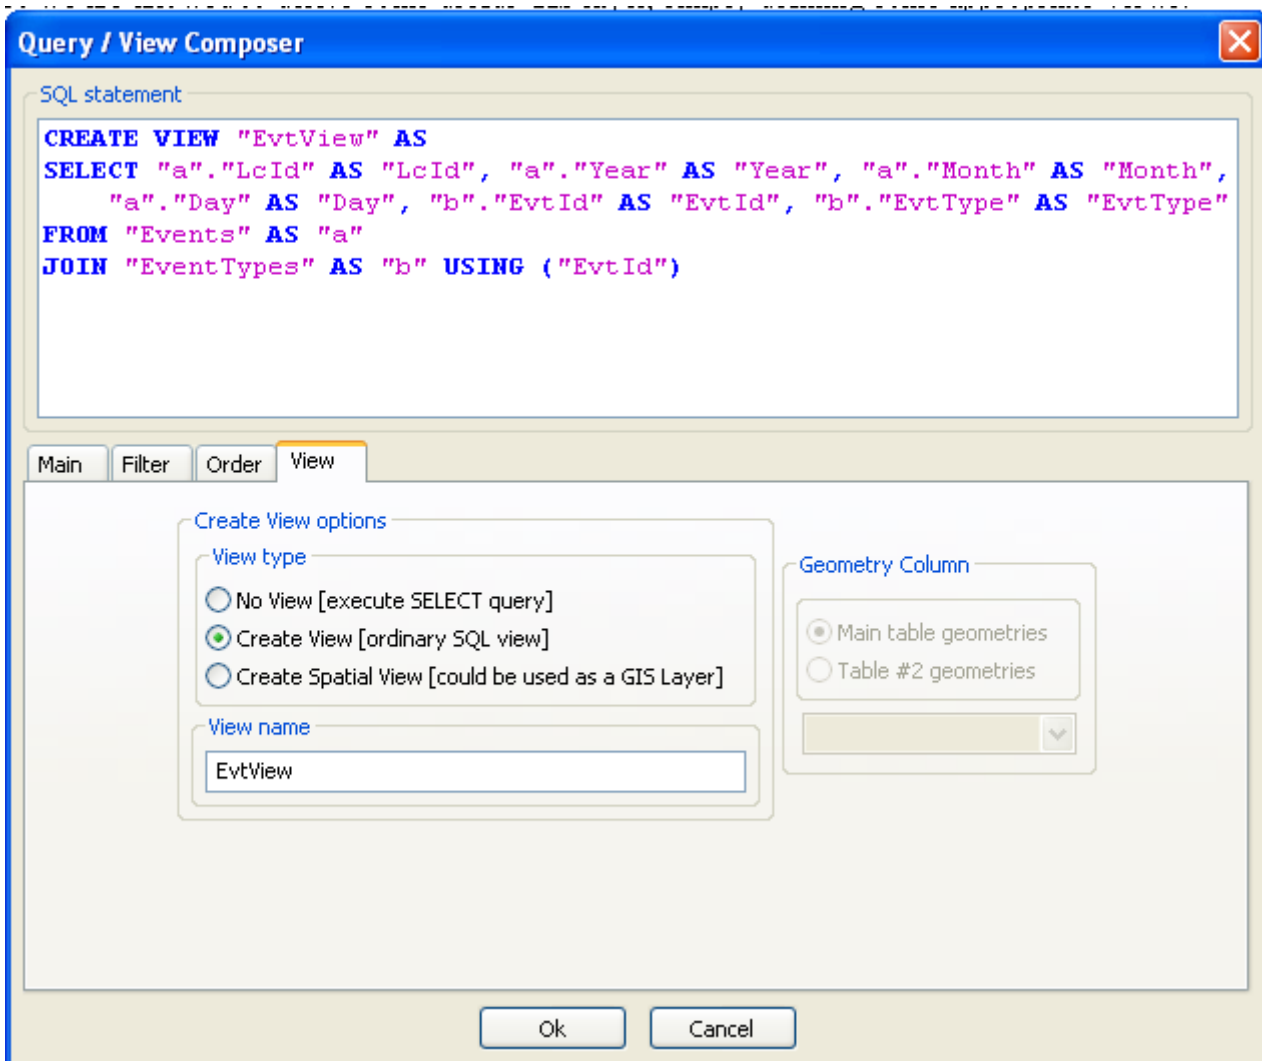 Query / View Composer
SQL statement
CREATE VIEW "EvtView" AS
SELECT "a"."LcId" AS "LcId", "a"."Year" AS "Year", "a"."Month" AS "Month",
"a"."Day" AS "Day", "b"."EvtId" AS "EvtId", "b"."EvtType" AS "EvtType"
FROM "Events" AS "a"
JOIN "EventTypes" AS "b" USING ("EvtId")
Main Filter Order View
Create View options
View type
No View [execute SELECT query]
Create View [ordinary SQL view]
Create Spatial View [could be used as a GIS Layer]
View name
EvtView
Geometry Column
Main table geometries
Table #2 geometries
Ok Cancel